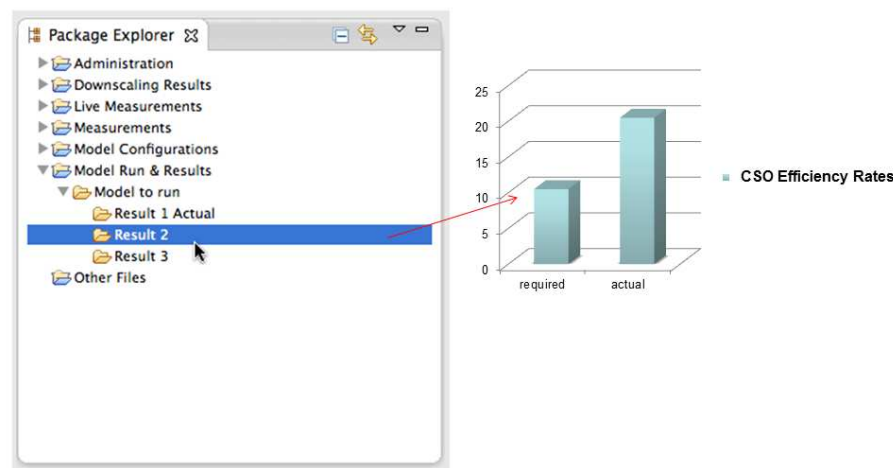 Package Explorer
Administration
Downscaling Results
Live Measurements
Measurements
Model Configurations
Model Run & Results
Model to run
Result 1 Actual
Result 2
Result 3
Other Files
25
20
15
10
5
0
required actual
CSO Efficiency Rates